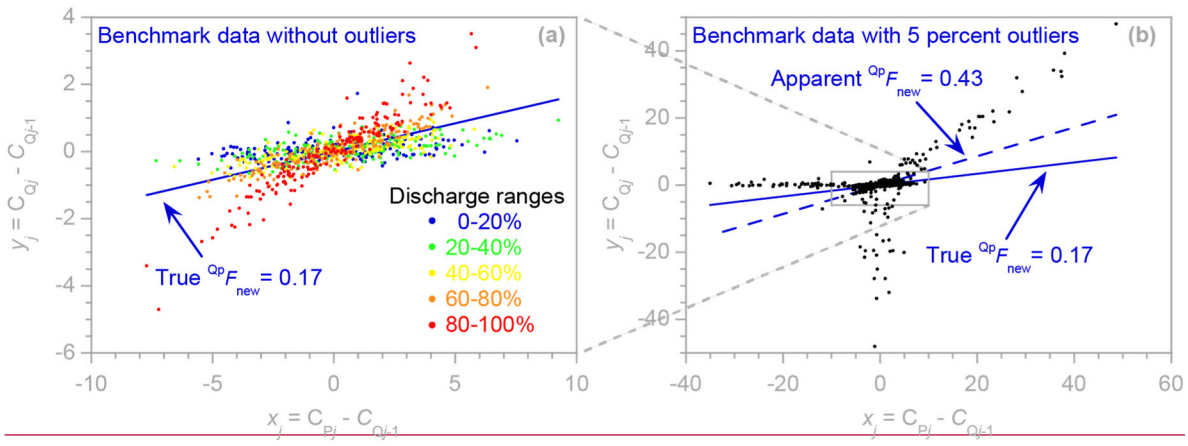 Benchmark data without outliers (a)
4
2
0
-2
-4
-6
y_j = C_Qj - C_Qj-1
Discharge ranges
0-20%
20-40%
40-60%
60-80%
80-100%
True ^Qp F_new = 0.17
-10 -5 0 5 10
x_j = C_Pj - C_Qj-1
Benchmark data with 5 percent outliers (b)
Apparent ^Qp F_new = 0.43
40
20
0
-20
-40
y_j = C_Qj - C_Qj-1
True ^Qp F_new = 0.17
-40 -20 0 20 40 60
x_j = C_Pj - C_Qj-1